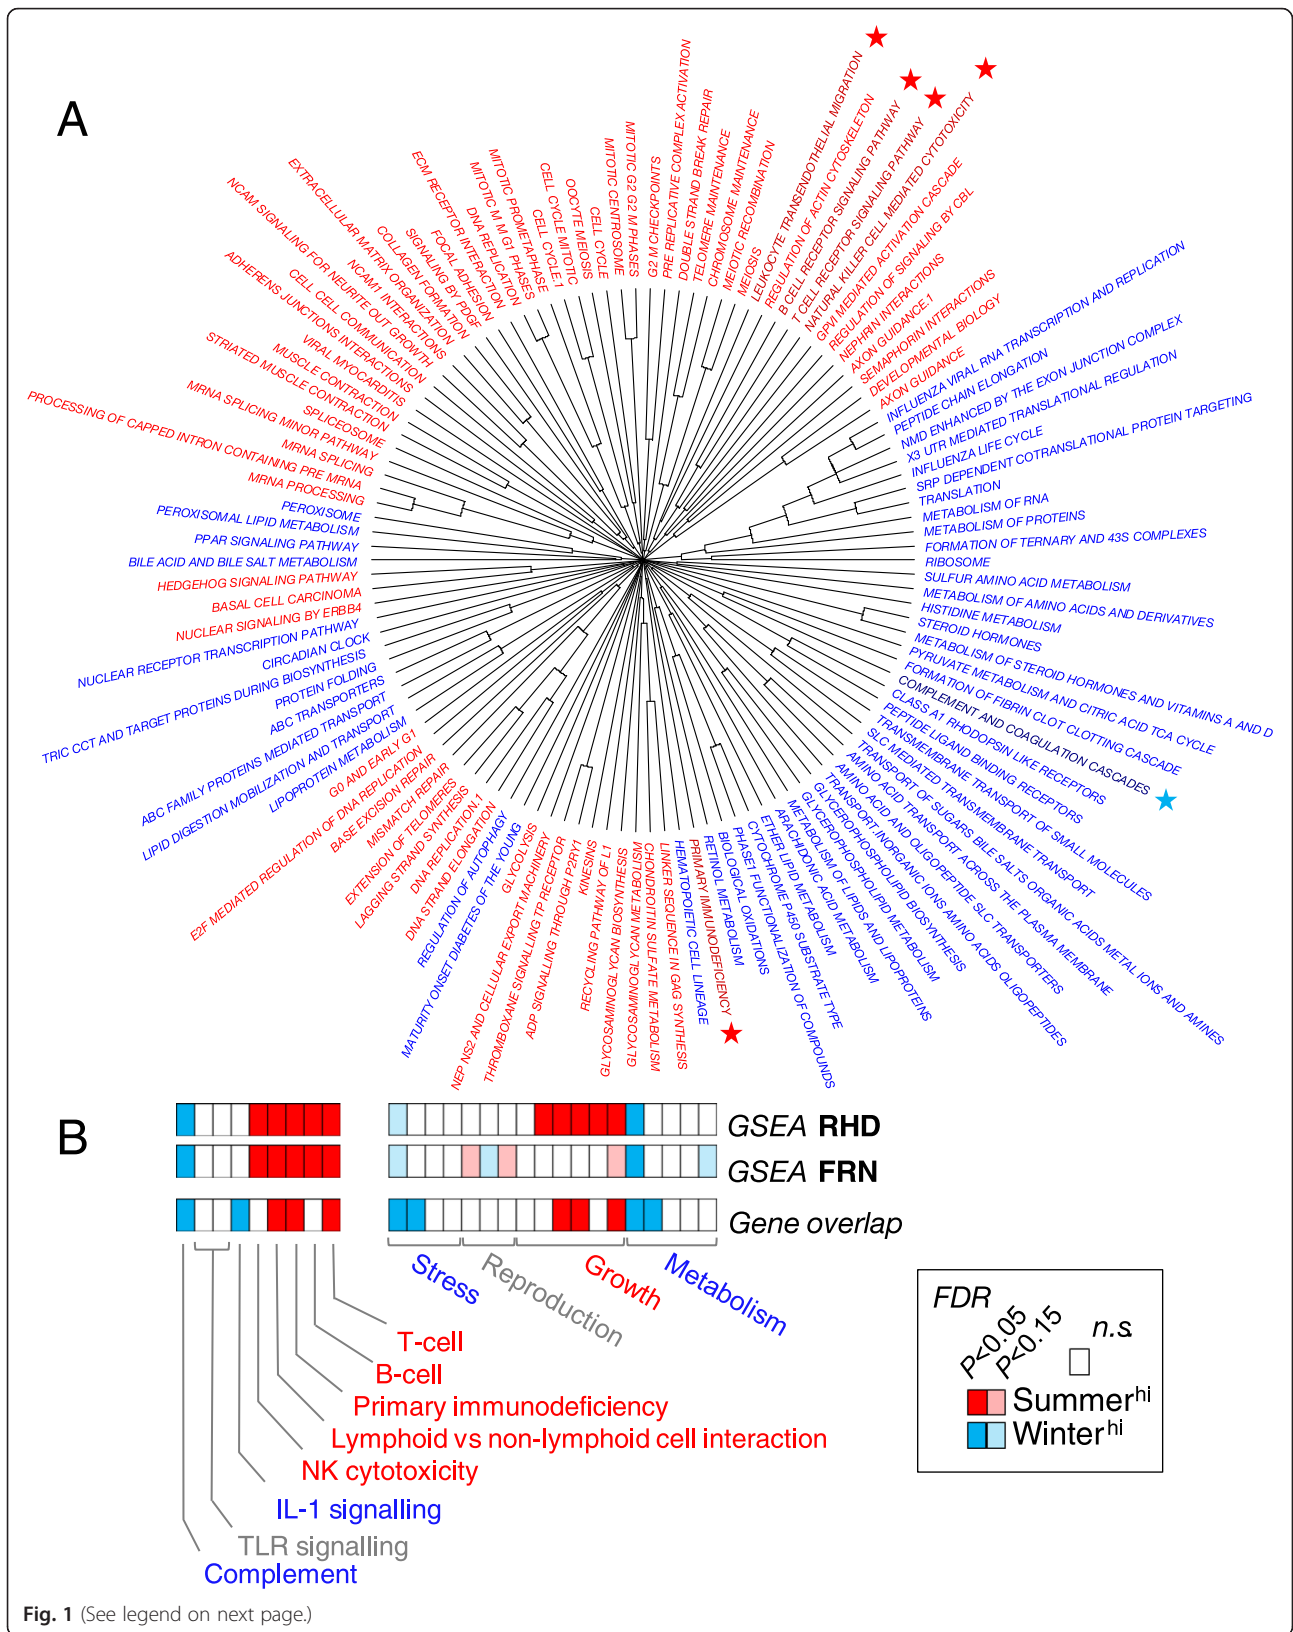 A
PROCESSING OF CAPPED INTRON CONTAINING PRE MRNA
MRNA PROCESSING
MRNA SPLICING
MRNA SPLICING MINOR PATHWAY
SPLICEOSOME
STRIATED MUSCLE CONTRACTION
MUSCLE CONTRACTION
VIRAL MYOCARDITIS
ADHERENS JUNCTIONS INTERACTIONS
CELL CELL COMMUNICATION
NCAM SIGNALING FOR NEURITE OUT GROWTH
NCAM1 INTERACTIONS
EXTRACELLULAR MATRIX ORGANIZATION
COLLAGEN FORMATION
SIGNALING BY PDGF
FOCAL ADHESION
ECM RECEPTOR INTERACTION
DNA REPLICATION
MITOTIC M M G1 PHASES
MITOTIC PROMETAPHASE
CELL CYCLE.1
CELL CYCLE MITOTIC
OOCYTE MEIOSIS
CELL CYCLE
MITOTIC CENTROSOME
MITOTIC G2 G2 M PHASES
G2 M CHECKPOINTS
PRE REPLICATIVE COMPLEX ACTIVATION
DOUBLE STRAND BREAK REPAIR
TELOMERE MAINTENANCE
CHROMOSOME MAINTENANCE
MEIOTIC RECOMBINATION
MEIOSIS
LEUKOCYTE TRANSENDOTHELIAL MIGRATION
REGULATION OF ACTIN CYTOSKELETON
B CELL RECEPTOR SIGNALING PATHWAY
T CELL RECEPTOR SIGNALING PATHWAY
NATURAL KILLER CELL MEDIATED CYTOTOXICITY
GPVI MEDIATED ACTIVATION CASCADE
REGULATION OF SIGNALING BY CBL
NEPHRIN INTERACTIONS
AXON GUIDANCE.1
SEMAPHORIN INTERACTIONS
DEVELOPMENTAL BIOLOGY
AXON GUIDANCE
INFLUENZA VIRAL RNA TRANSCRIPTION AND REPLICATION
PEPTIDE CHAIN ELONGATION
NMD ENHANCED BY THE EXON JUNCTION COMPLEX
X3 UTR MEDIATED TRANSLATIONAL REGULATION
INFLUENZA LIFE CYCLE
SRP DEPENDENT COTRANSLATIONAL PROTEIN TARGETING
TRANSLATION
METABOLISM OF RNA
METABOLISM OF PROTEINS
FORMATION OF TERNARY AND 43S COMPLEXES
RIBOSOME
SULFUR AMINO ACID METABOLISM
METABOLISM OF AMINO ACIDS AND DERIVATIVES
HISTIDINE METABOLISM
STEROID HORMONES
METABOLISM OF STEROID HORMONES AND VITAMINS A AND D
PYRUVATE METABOLISM AND CITRIC ACID TCA CYCLE
FORMATION OF FIBRIN CLOT CLOTTING CASCADE
COMPLEMENT AND COAGULATION CASCADES
CLASS A1 RHODOPSIN LIKE RECEPTORS
PEPTIDE LIGAND BINDING RECEPTORS
TRANSMEMBRANE TRANSPORT OF SMALL MOLECULES
SLC MEDIATED TRANSMEMBRANE TRANSPORT
TRANSPORT OF SUGARS BILE SALTS ORGANIC ACIDS METAL IONS AND AMINES
AMINO ACID TRANSPORT ACROSS THE PLASMA MEMBRANE
AMINO ACID AND OLIGOPEPTIDE SLC TRANSPORTERS
TRANSPORT.INORGANIC IONS AMINO ACIDS OLIGOPEPTIDES
GLYCEROPHOSPHOLIPID BIOSYNTHESIS
GLYCEROPHOSPHOLIPID METABOLISM
METABOLISM OF LIPIDS AND LIPOPROTEINS
ARACHIDONIC ACID METABOLISM
ETHER LIPID METABOLISM
CYTOCHROME P450 SUBSTRATE TYPE
PHASE1 FUNCTIONALIZATION OF COMPOUNDS
BIOLOGICAL OXIDATIONS
RETINOL METABOLISM
PRIMARY IMMUNODEFICIENCY
HEMATOPOIETIC CELL LINEAGE
LINKER SEQUENCE IN GAG SYNTHESIS
CHONDROITIN SULFATE METABOLISM
GLYCOSAMINOGLYCAN METABOLISM
GLYCOSAMINOGLYCAN BIOSYNTHESIS
RECYCLING PATHWAY OF L1
KINESINS
ADP SIGNALLING THROUGH P2RY1
THROMBOXANE SIGNALLING TP RECEPTOR
NEP NS2 AND CELLULAR EXPORT MACHINERY
GLYCOLYSIS
MATURITY ONSET DIABETES OF THE YOUNG
REGULATION OF AUTOPHAGY
DNA STRAND ELONGATION
DNA REPLICATION.1
LAGGING STRAND SYNTHESIS
EXTENSION OF TELOMERES
MISMATCH REPAIR
BASE EXCISION REPAIR
E2F MEDIATED REGULATION OF DNA REPLICATION
G0 AND EARLY G1
LIPOPROTEIN METABOLISM
LIPID DIGESTION MOBILIZATION AND TRANSPORT
ABC FAMILY PROTEINS MEDIATED TRANSPORT
ABC TRANSPORTERS
PROTEIN FOLDING
TRIC CCT AND TARGET PROTEINS DURING BIOSYNTHESIS
CIRCADIAN CLOCK
NUCLEAR RECEPTOR TRANSCRIPTION PATHWAY
NUCLEAR SIGNALING BY ERBB4
BASAL CELL CARCINOMA
HEDGEHOG SIGNALING PATHWAY
BILE ACID AND BILE SALT METABOLISM
PPAR SIGNALING PATHWAY
PEROXISOMAL LIPID METABOLISM
PEROXISOME
B
GSEA RHD
GSEA FRN
Gene overlap
Stress
Reproduction
Growth
Metabolism
T-cell
B-cell
Primary immunodeficiency
Lymphoid vs non-lymphoid cell interaction
NK cytotoxicity
IL-1 signalling
TLR signalling
Complement
FDR
P<0.05
P<0.15
n.s.
Summer^hi
Winter^hi
Fig. 1 (See legend on next page.)